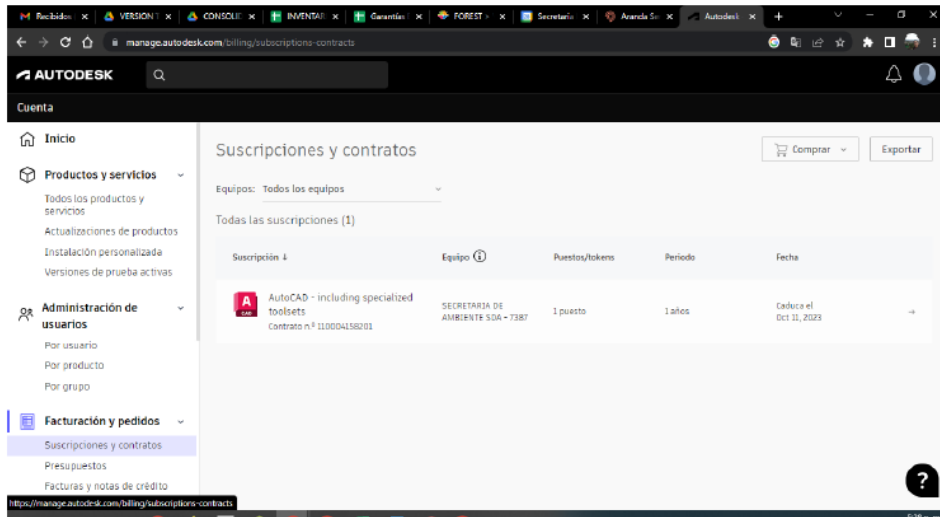 Recibidos
VERSION 1
CONSOLID
INVENTAR
Garantías
FOREST
Secretaria
Aranda Se
Autodesk
manage.autodesk.com/billing/subscriptions-contracts
AUTODESK
Cuenta
Inicio
Productos y servicios
Todos los productos y
servicios
Actualizaciones de productos
Instalación personalizada
Versiones de prueba activas
Administración de
usuarios
Por usuario
Por producto
Por grupo
Facturación y pedidos
Suscripciones y contratos
Presupuestos
Facturas y notas de crédito
https://manage.autodesk.com/billing/subscriptions-contracts
Suscripciones y contratos
Comprar
Exportar
Equipos: Todos los equipos
Todas las suscripciones (1)
Suscripción ↓
Equipo
Puestos/tokens
Periodo
Fecha
A
CAD
AutoCAD - including specialized
toolsets
Contrato n.º 110004158201
SECRETARIA DE
AMBIENTE SDA - 7387
1 puesto
1 años
Caduca el
Oct 11, 2023
?